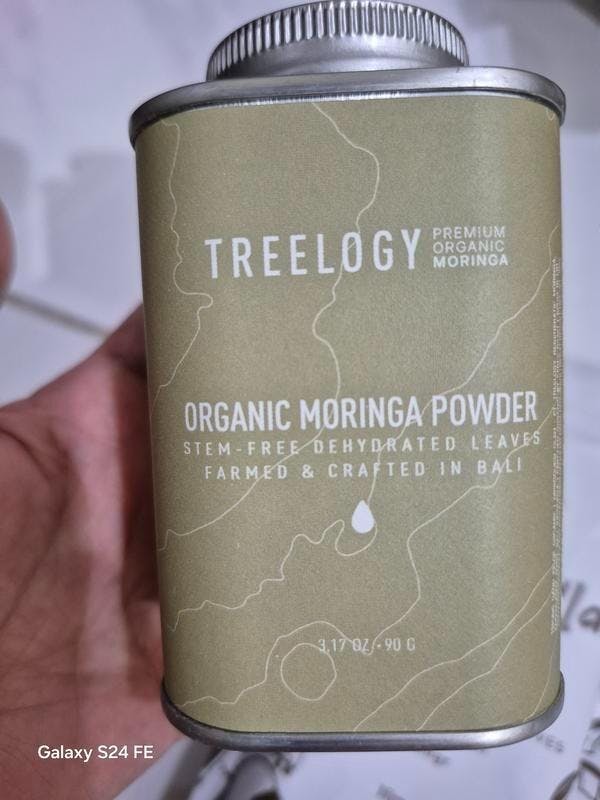 TREELOGY
PREMIUM
ORGANIC
MORINGA
ORGANIC MORINGA POWDER
STEM-FREE DEHYDRATED LEAVES
FARMED & CRAFTED IN BALI
3.17 OZ - 90 G
Galaxy S24 FE